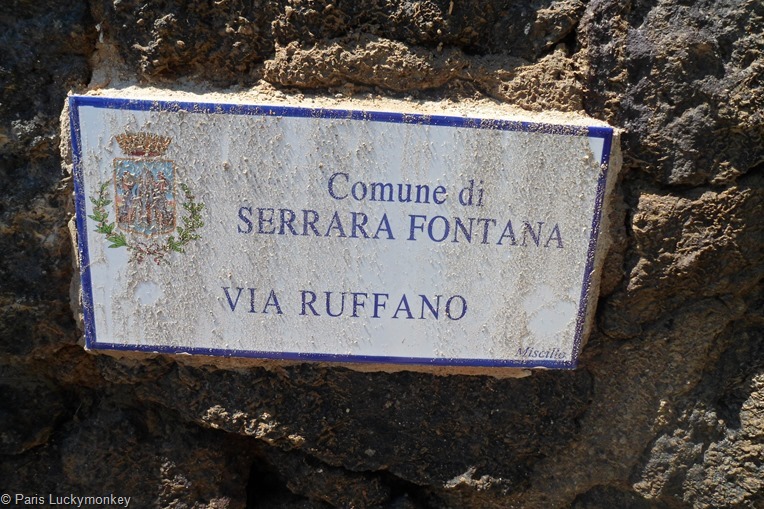 Comune di
SERRARA FONTANA
VIA RUFFANO
Miscillo
© Paris Luckymonkey